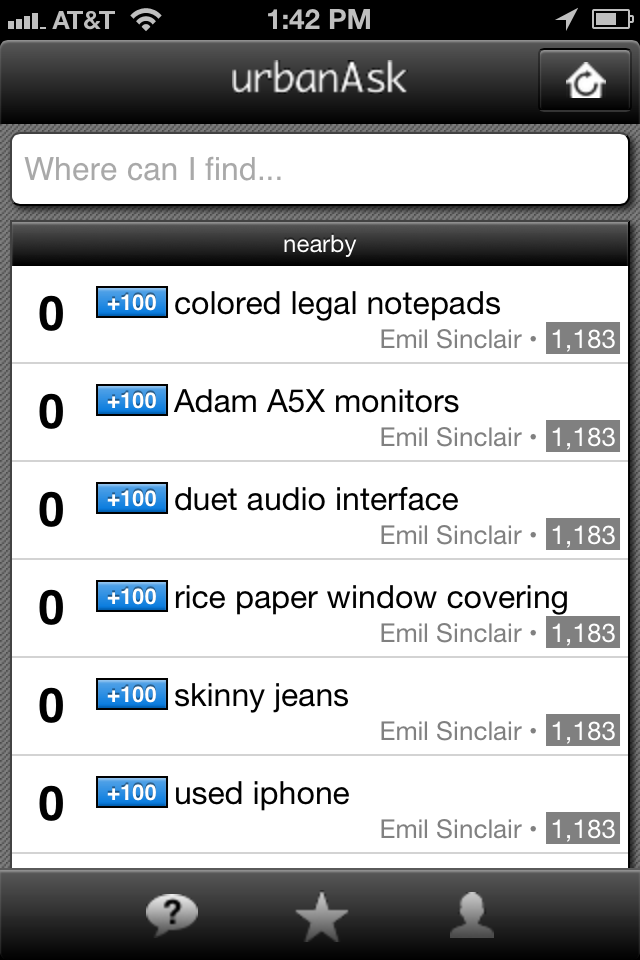 AT&T 1:42 PM
urbanAsk
Where can I find...
nearby
0 +100 colored legal notepads
Emil Sinclair • 1,183
0 +100 Adam A5X monitors
Emil Sinclair • 1,183
0 +100 duet audio interface
Emil Sinclair • 1,183
0 +100 rice paper window covering
Emil Sinclair • 1,183
0 +100 skinny jeans
Emil Sinclair • 1,183
0 +100 used iphone
Emil Sinclair • 1,183
?